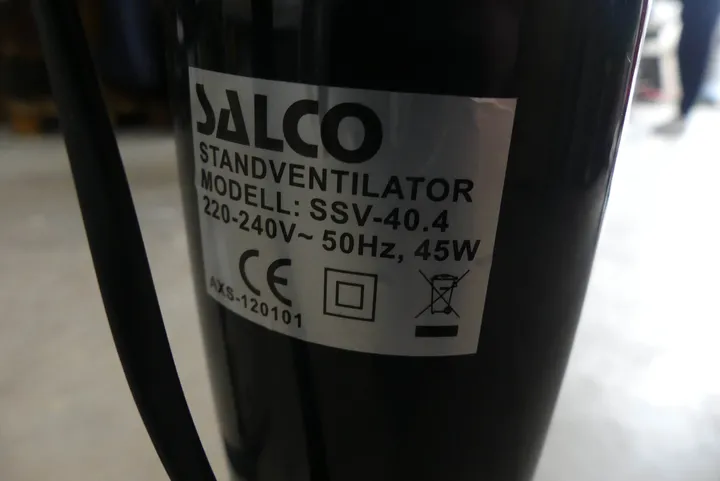 SALCO
STANDVENTILATOR
MODELL: SSV-40.4
220-240V~ 50Hz, 45W
CE
AXS-120101